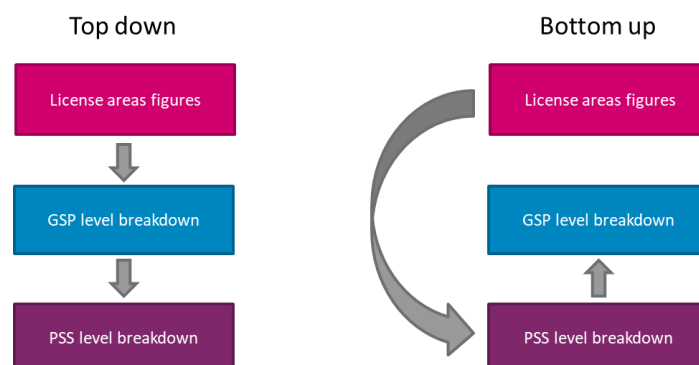 Top down
Bottom up
License areas figures
License areas figures
GSP level breakdown
GSP level breakdown
PSS level breakdown
PSS level breakdown